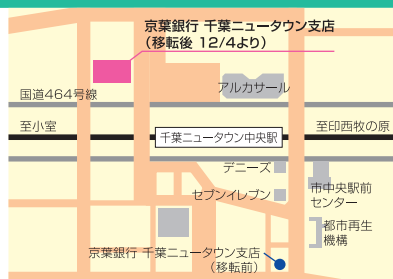 京葉銀行 千葉ニュータウン支店
（移転後 12/4より）
アルカサール
国道464号線
至小室
千葉ニュータウン中央駅
至印西牧の原
デニーズ
セブンイレブン
市中央駅前
センター
都市再生
機構
京葉銀行 千葉ニュータウン支店
（移転前）